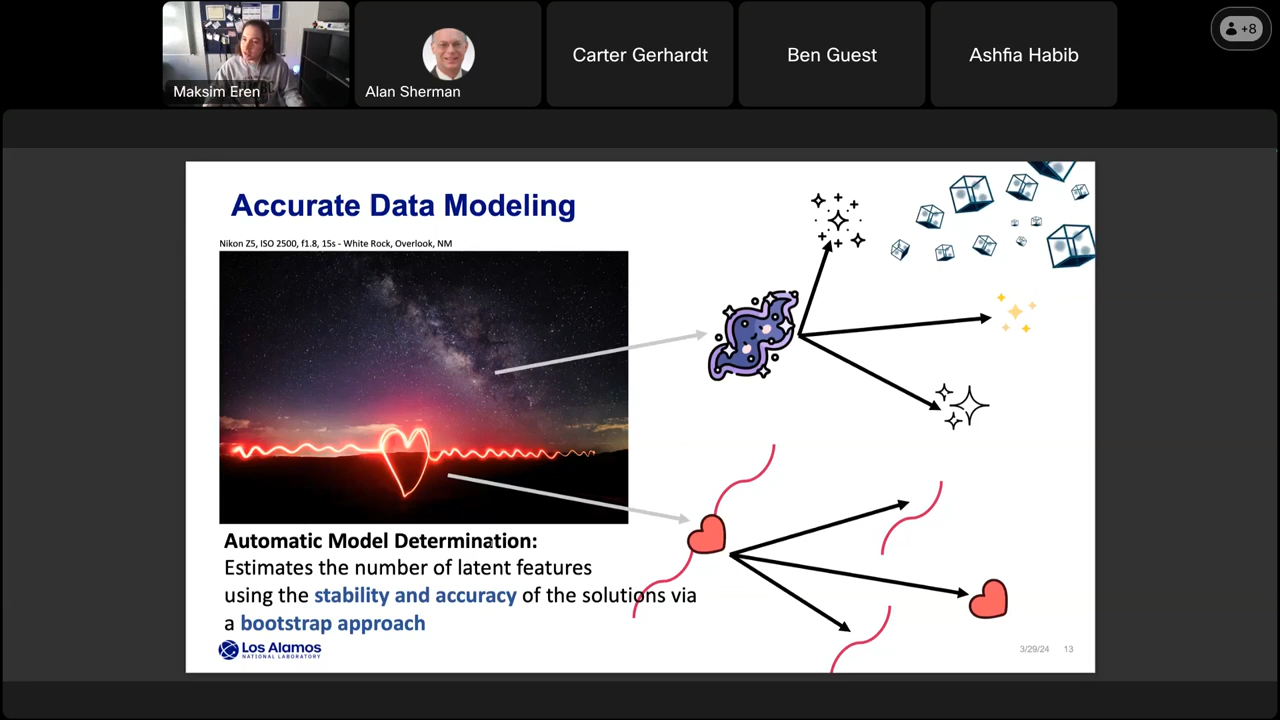 Maksim Eren
Alan Sherman
Carter Gerhardt
Ben Guest
Ashfia Habib
+8
Accurate Data Modeling
Nikon Z5, ISO 2500, f1.8, 15s - White Rock, Overlook, NM
Automatic Model Determination:
Estimates the number of latent features
using the stability and accuracy of the solutions via
a bootstrap approach
Los Alamos
NATIONAL LABORATORY
3/29/24 13